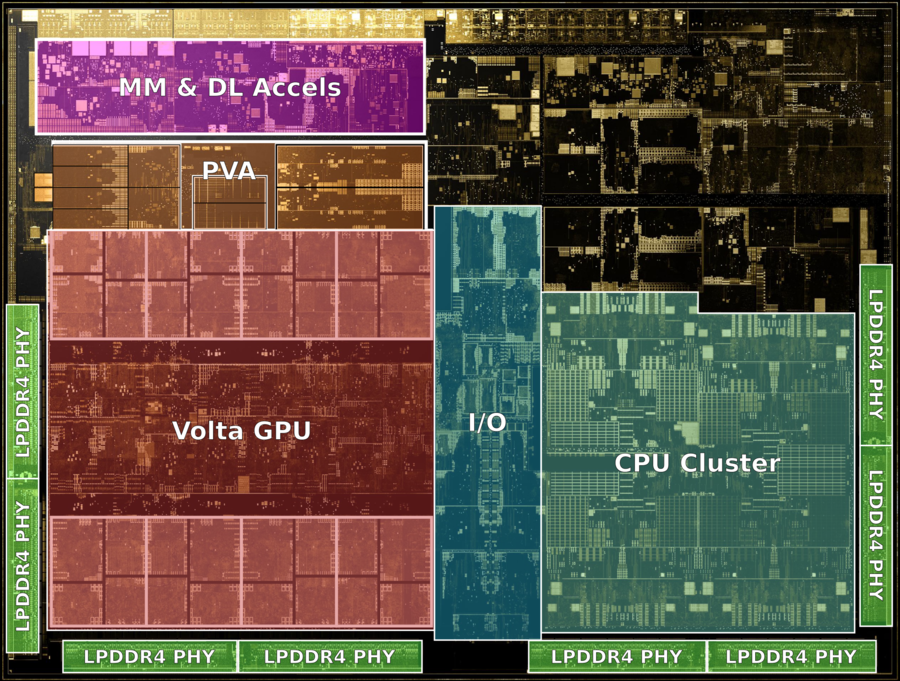 MM & DL Accels
PVA
Volta GPU
I/O
CPU Cluster
LPDDR4 PHY
LPDDR4 PHY
LPDDR4 PHY
LPDDR4 PHY
LPDDR4 PHY
LPDDR4 PHY
LPDDR4 PHY
LPDDR4 PHY